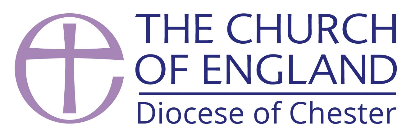 THE CHURCH
OF ENGLAND
Diocese of Chester